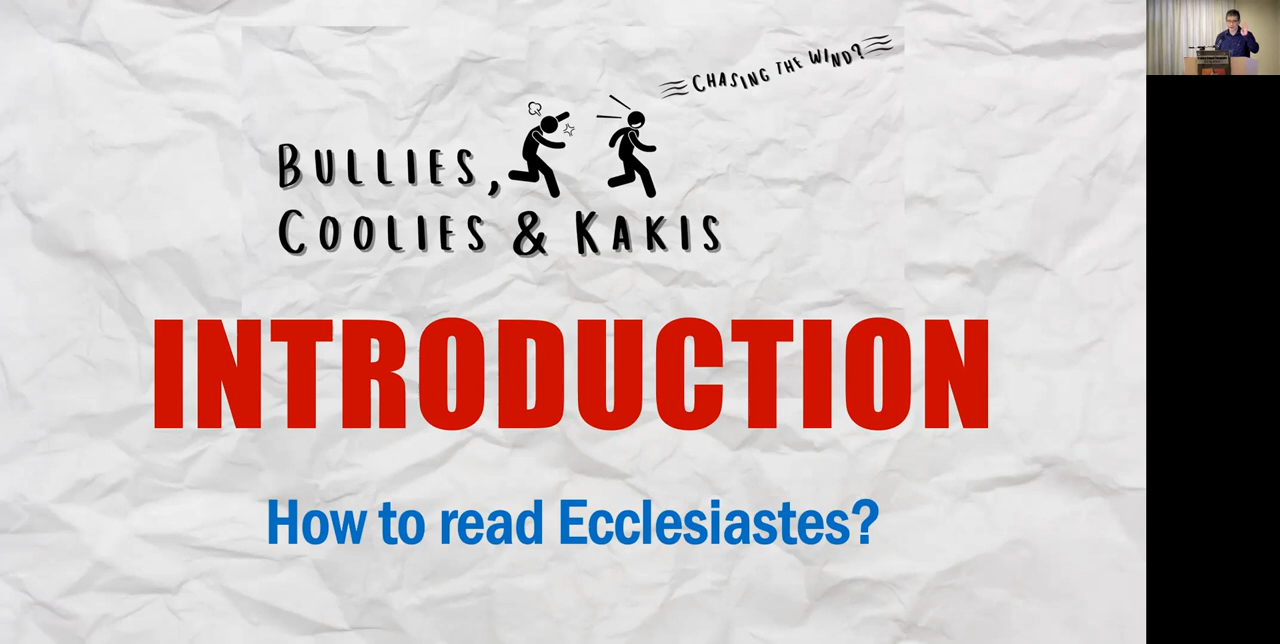 CHASING THE WIND?
BULLIES,
COOLIES & KAKIS
INTRODUCTION
How to read Ecclesiastes?